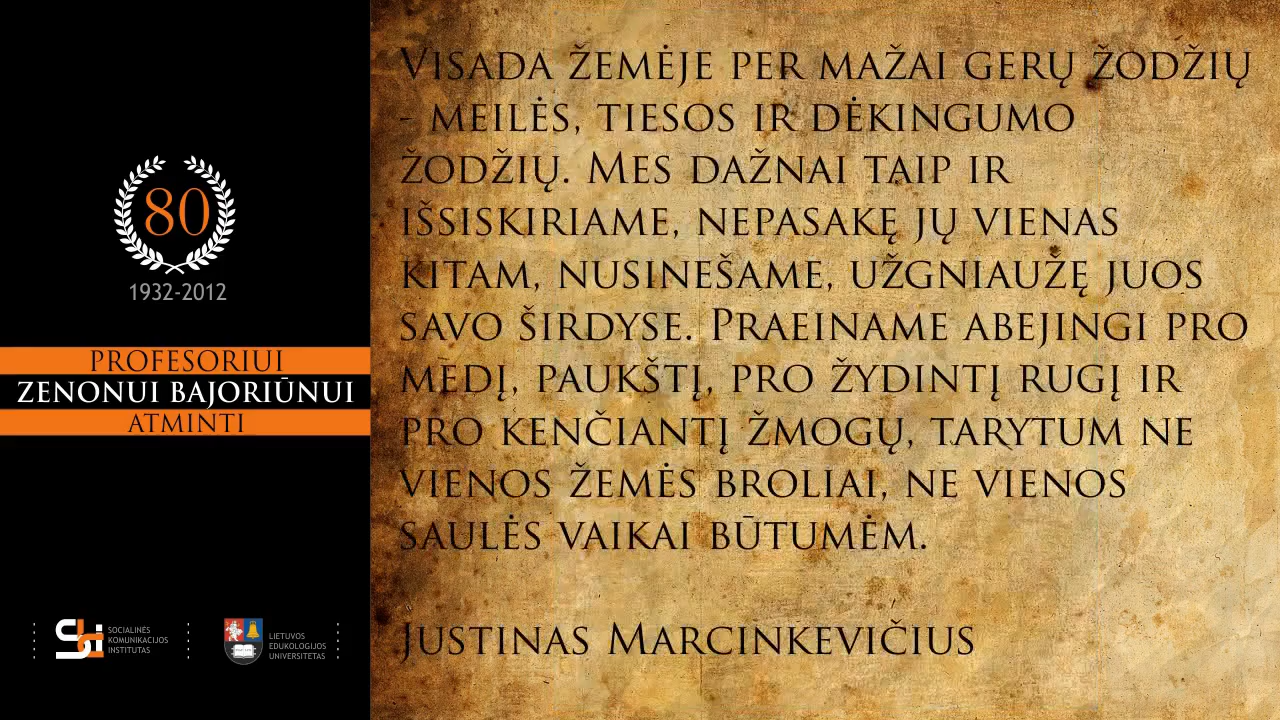 80
1932-2012
PROFESORIUI
ZENONUI BAJORIŪNUI
ATMINTI
SOCIALINĖS
KOMUNIKACIJOS
INSTITUTAS
LIETUVOS
EDUKOLOGIJOS
UNIVERSITETAS
VISADA ŽEMĖJE PER MAŽAI GERŲ ŽODŽIŲ
- MEILĖS, TIESOS IR DĖKINGUMO
ŽODŽIŲ. MES DAŽNAI TAIP IR
IŠSISKIRIAME, NEPASAKĘ JŲ VIENAS
KITAM, NUSINEŠAME, UŽGNIAUŽĘ JUOS
SAVO ŠIRDYSE. PRAEINAME ABEJINGI PRO
MEDĮ, PAUKŠTĮ, PRO ŽYDINTĮ RUGĮ IR
PRO KENČIANTĮ ŽMOGŲ, TARYTUM NE
VIENOS ŽEMĖS BROLIAI, NE VIENOS
SAULĖS VAIKAI BŪTUMĖM.
JUSTINAS MARCINKEVIČIUS